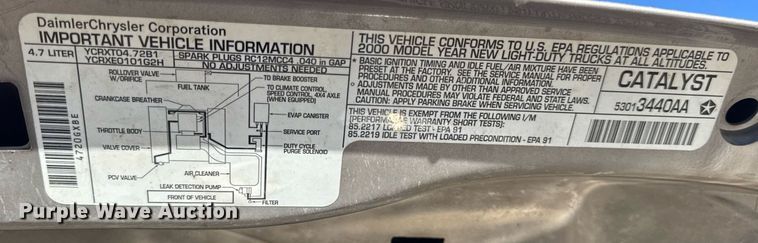 DaimlerChrysler Corporation
IMPORTANT VEHICLE INFORMATION
4.7 LITER
YCRXT04.72B1
YCRXE0101G2H
SPARK PLUGS RC12MCC4 .040 in GAP
NO ADJUSTMENTS NEEDED
ROLLOVER VALVE
W/ORIFICE
FUEL TANK
TO BRAKE BOOSTER
TO CLIMATE CONTROL,
SPEED CONTROL, 4X4 AXLE
(WHEN EQUIPPED)
CRANKCASE BREATHER
EVAP CANISTER
THROTTLE BODY
SERVICE PORT
VALVE COVER
DUTY CYCLE
PURGE SOLENOID
PCV VALVE
AIR CLEANER
LEAK DETECTION PUMP
FRONT OF VEHICLE
FILTER
47206XBE
THIS VEHICLE CONFORMS TO U.S. EPA REGULATIONS APPLICABLE TO
2000 MODEL YEAR NEW LIGHT-DUTY TRUCKS AT ALL ALTITUDES.
* BASIC IGNITION TIMING AND IDLE FUEL/AIR MIXTURE HAVE BEEN
PRESET AT THE FACTORY. SEE THE SERVICE MANUAL FOR PROPER
PROCEDURES AND OTHER ADDITIONAL INFORMATION.
* ADJUSTMENTS MADE BY OTHER THAN APPROVED SERVICE
MANUAL PROCEDURES MAY VIOLATE FEDERAL AND STATE LAWS.
CAUTION: APPLY PARKING BRAKE WHEN SERVICING VEHICLE.
THIS VEHICLE IS EXEMPT FROM THE FOLLOWING I/M
(PERFORMANCE WARRANTY SHORT TESTS):
85.2217 LOADED TEST - EPA 91
85.2219 IDLE TEST WITH LOADED PRECONDITION - EPA 91
CATALYST
53013440AA
Purple Wave Auction